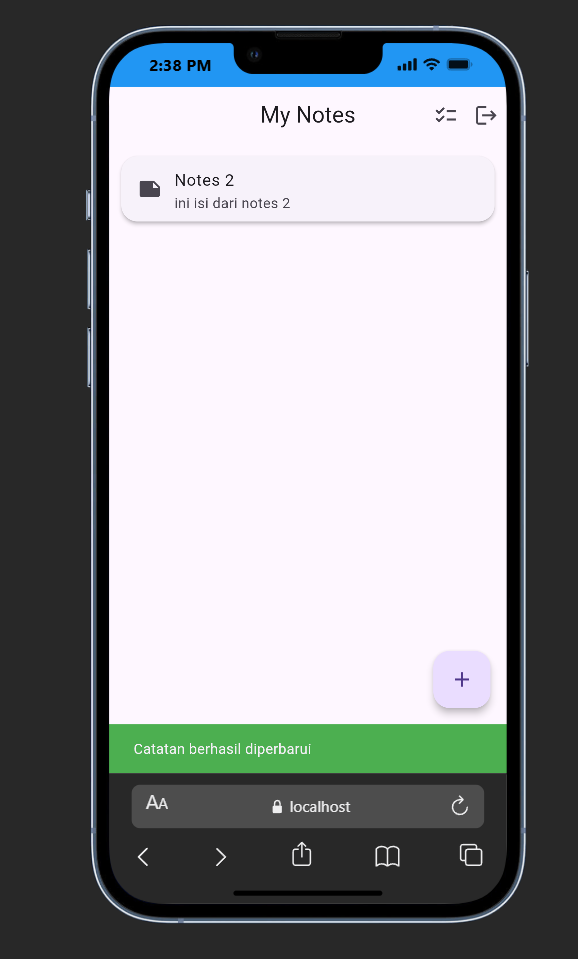 2:38 PM
My Notes
Notes 2
ini isi dari notes 2
+
Catatan berhasil diperbarui
AA localhost